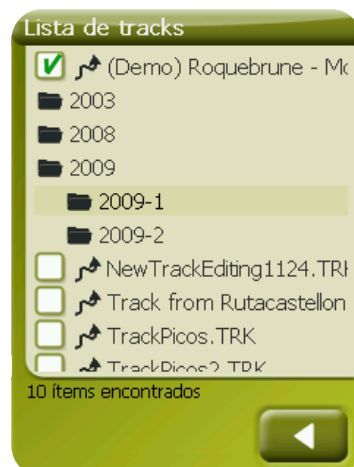 Lista de tracks
(Demo) Roquebrune - Mo
2003
2008
2009
2009-1
2009-2
NewTrackEditing1124.TRK
Track from Rutacastellon
TrackPicos.TRK
TrackPicos2.TRK
10 ítems encontrados